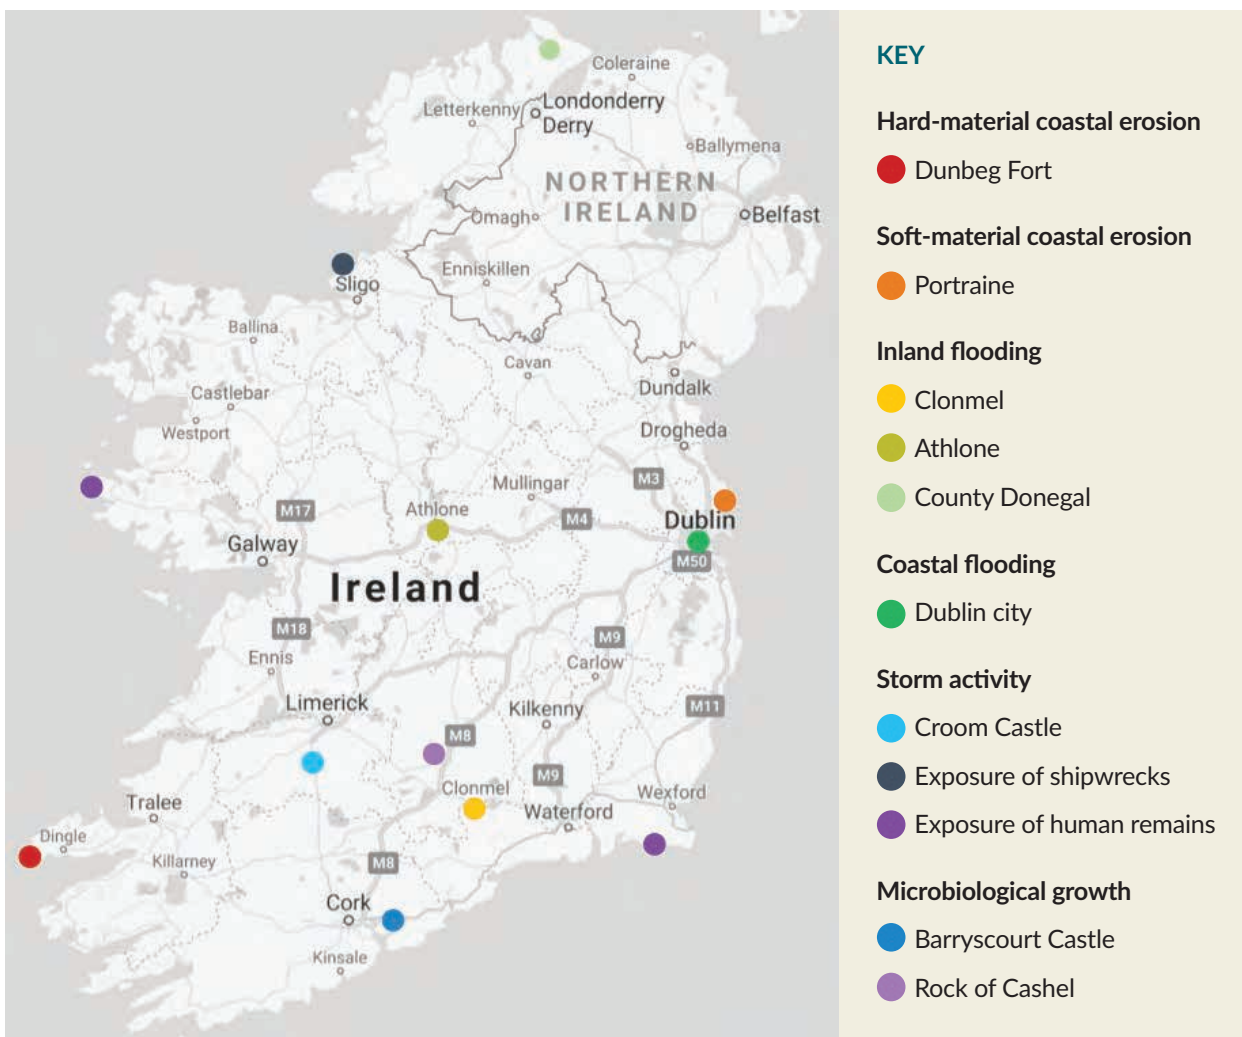 Coleraine
Letterkenny
Londonderry
Derry
Ballymena
NORTHERN
IRELAND
Omagh
Belfast
Enniskillen
Sligo
Ballina
Cavan
Dundalk
Castlebar
Westport
Drogheda
M3
Mullingar
M17
Athlone
M4
Dublin
Galway
M50
Ireland
M18
M9
Ennis
Carlow
Limerick
Kilkenny
M11
M8
M9
Clonmel
Wexford
Tralee
Waterford
Dingle
Killarney
M8
Cork
Kinsale
KEY
Hard-material coastal erosion
Dunbeg Fort
Soft-material coastal erosion
Portraine
Inland flooding
Clonmel
Athlone
County Donegal
Coastal flooding
Dublin city
Storm activity
Croom Castle
Exposure of shipwrecks
Exposure of human remains
Microbiological growth
Barryscourt Castle
Rock of Cashel